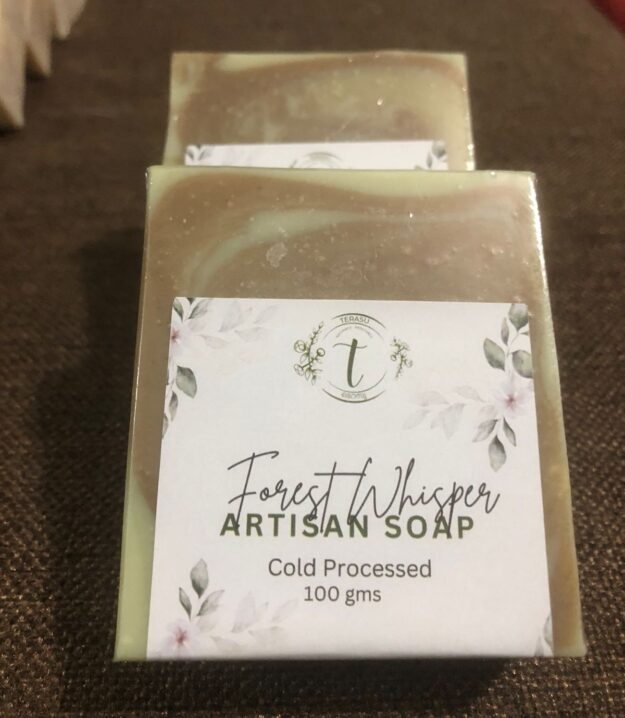 TERASU
t
Forest Whisper
ARTISAN SOAP
Cold Processed
100 gms